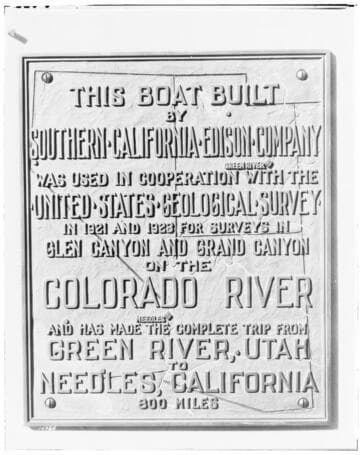 THIS BOAT BUILT
BY
SOUTHERN·CALIFORNIA·EDISON·COMPANY
GREEN RIVER
WAS USED IN COOPERATION WITH THE
·UNITED·STATES·GEOLOGICAL·SURVEY·
IN 1921 AND 1923 FOR SURVEYS IN
GLEN CANYON AND GRAND CANYON
ON THE
COLORADO RIVER
NEEDLES
AND HAS MADE THE COMPLETE TRIP FROM
GREEN RIVER,·UTAH
TO
NEEDLES, CALIFORNIA
800 MILES